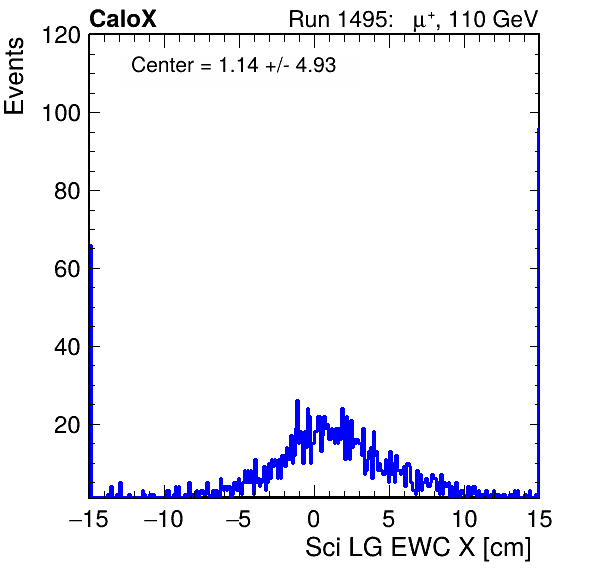 CaloX Run 1495: μ⁺, 110 GeV
Center = 1.14 +/- 4.93
Events
120
100
80
60
40
20
−15 −10 −5 0 5 10 15
Sci LG EWC X [cm]